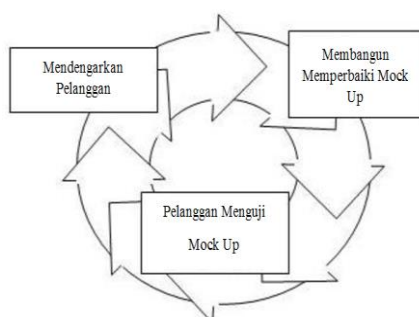 Mendengarkan
Pelanggan
Membangun
Memperbaiki Mock
Up
Pelanggan Menguji
Mock Up